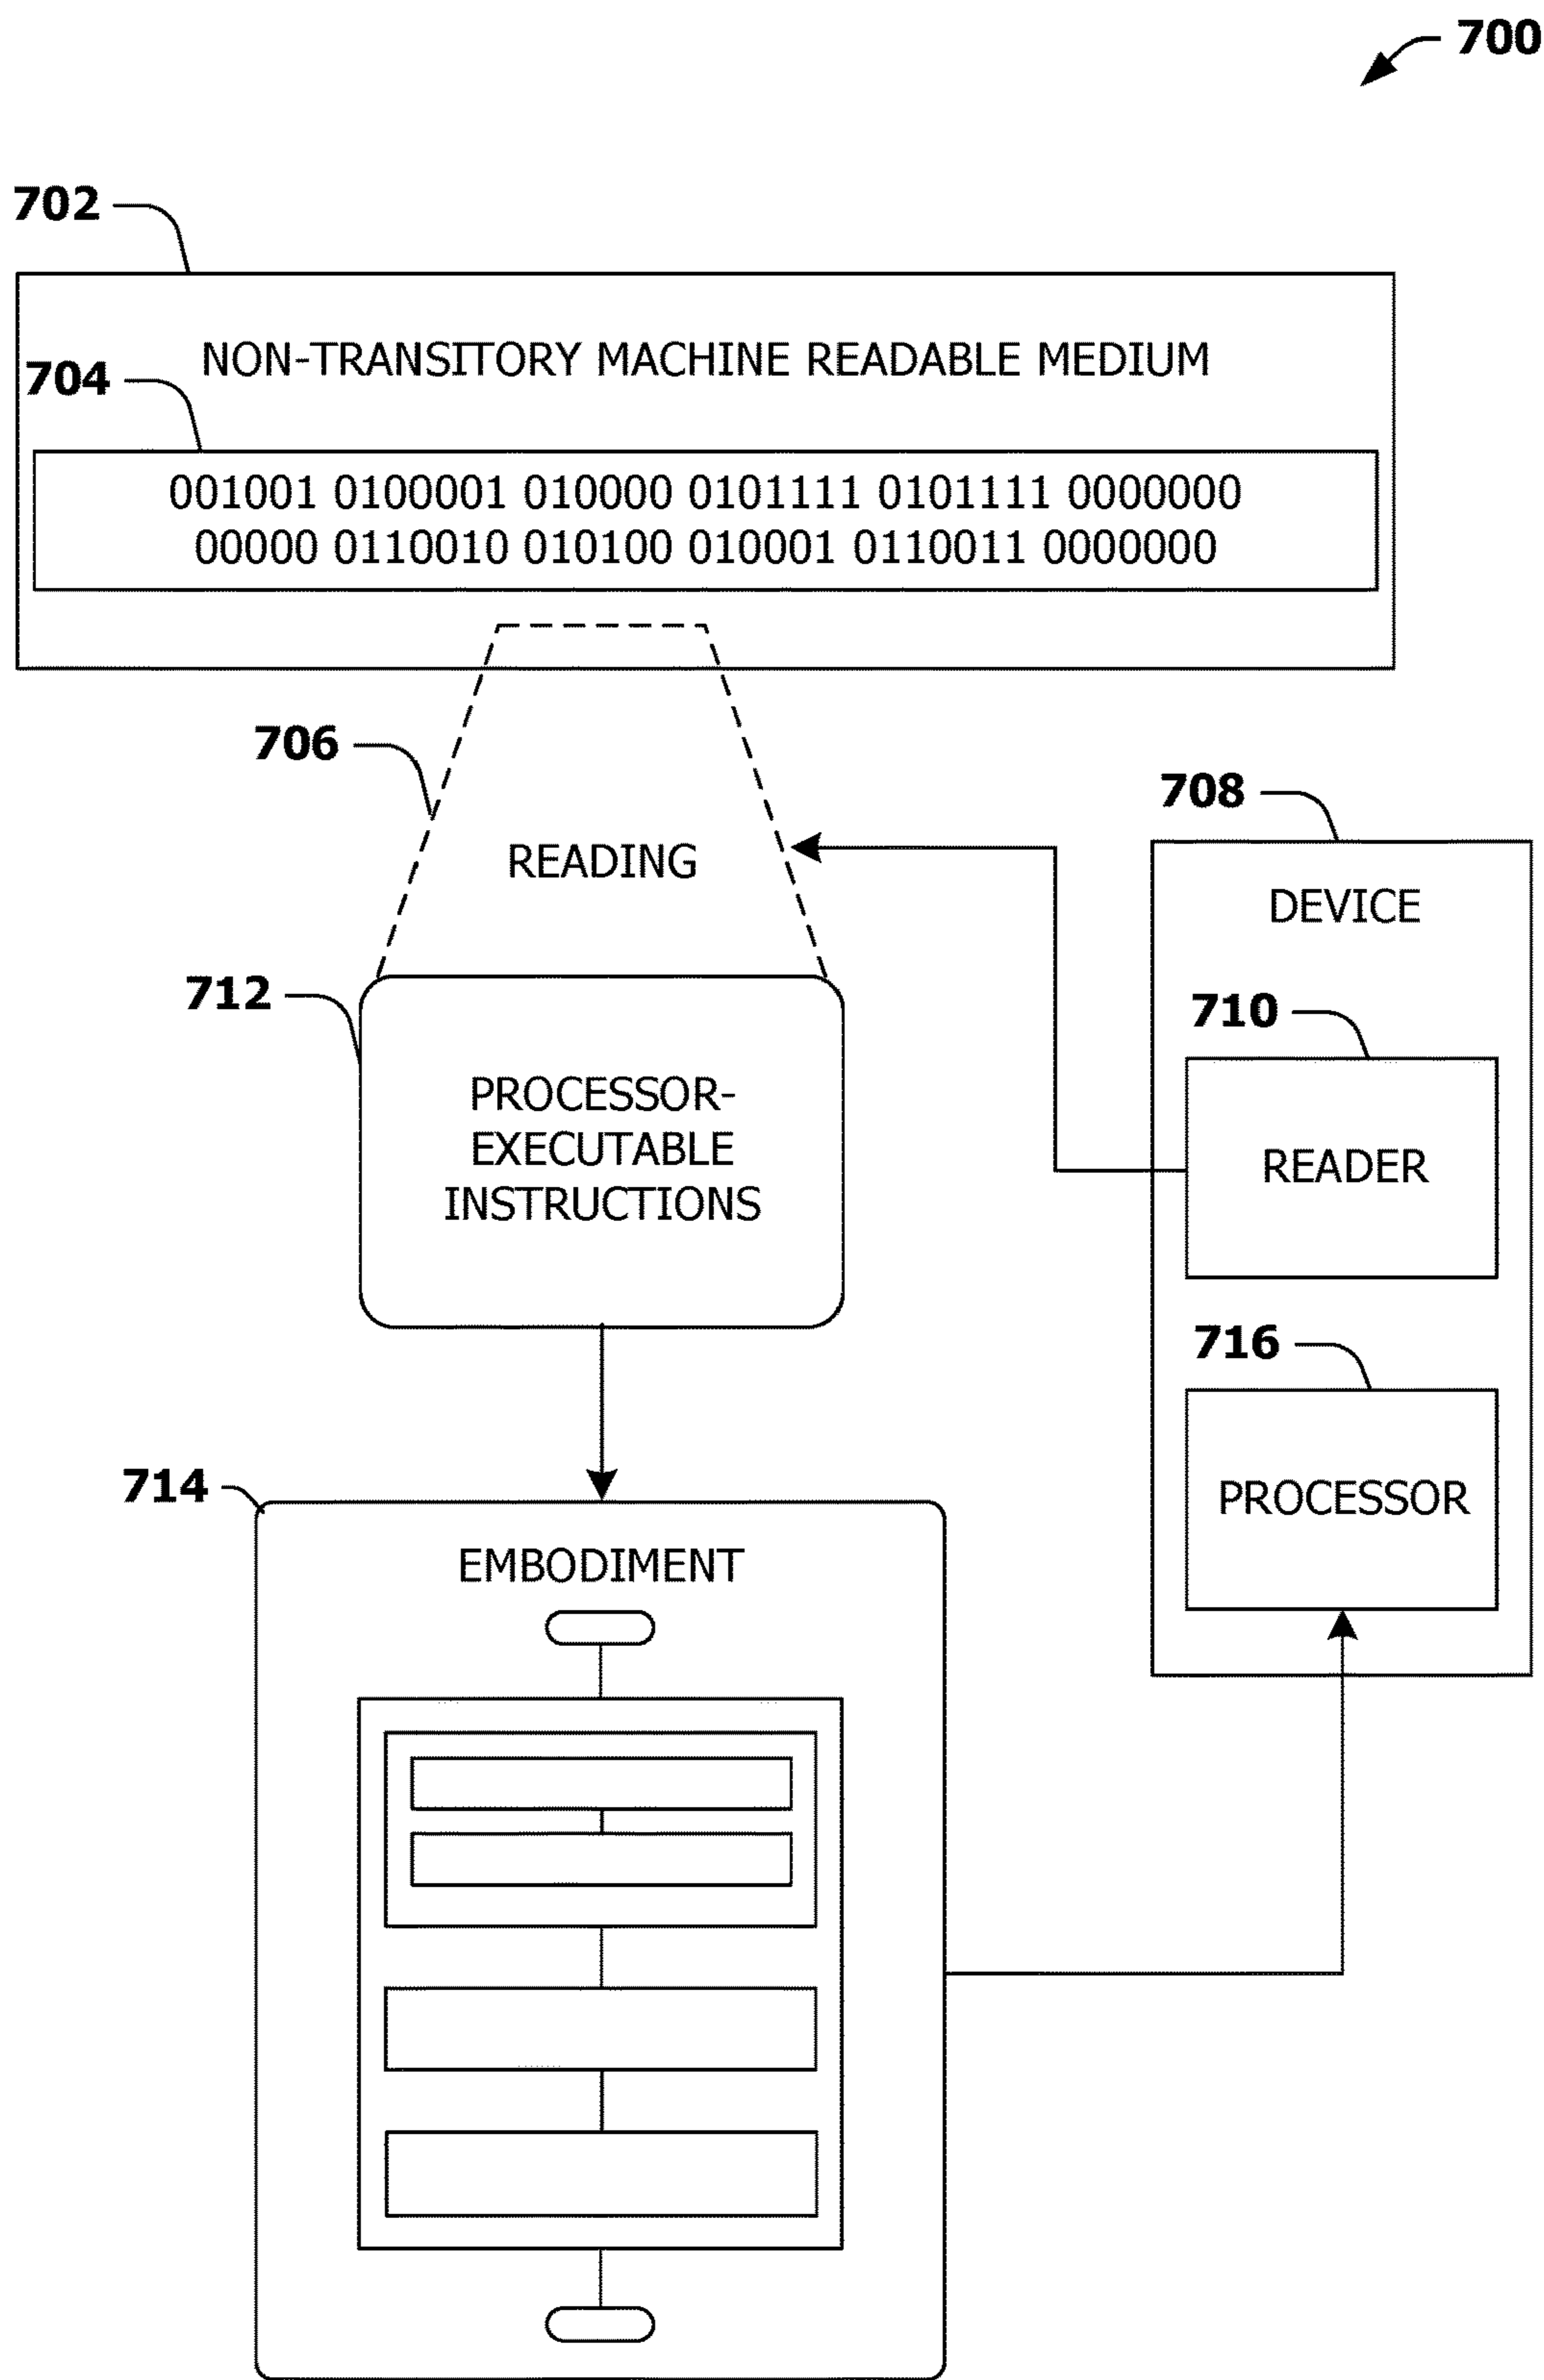 700
702
NON-TRANSITORY MACHINE READABLE MEDIUM
704
001001 0100001 010000 0101111 0101111 0000000
00000 0110010 010100 010001 0110011 0000000
706
READING
708
DEVICE
710
READER
712
PROCESSOR-
EXECUTABLE
INSTRUCTIONS
716
PROCESSOR
714
EMBODIMENT